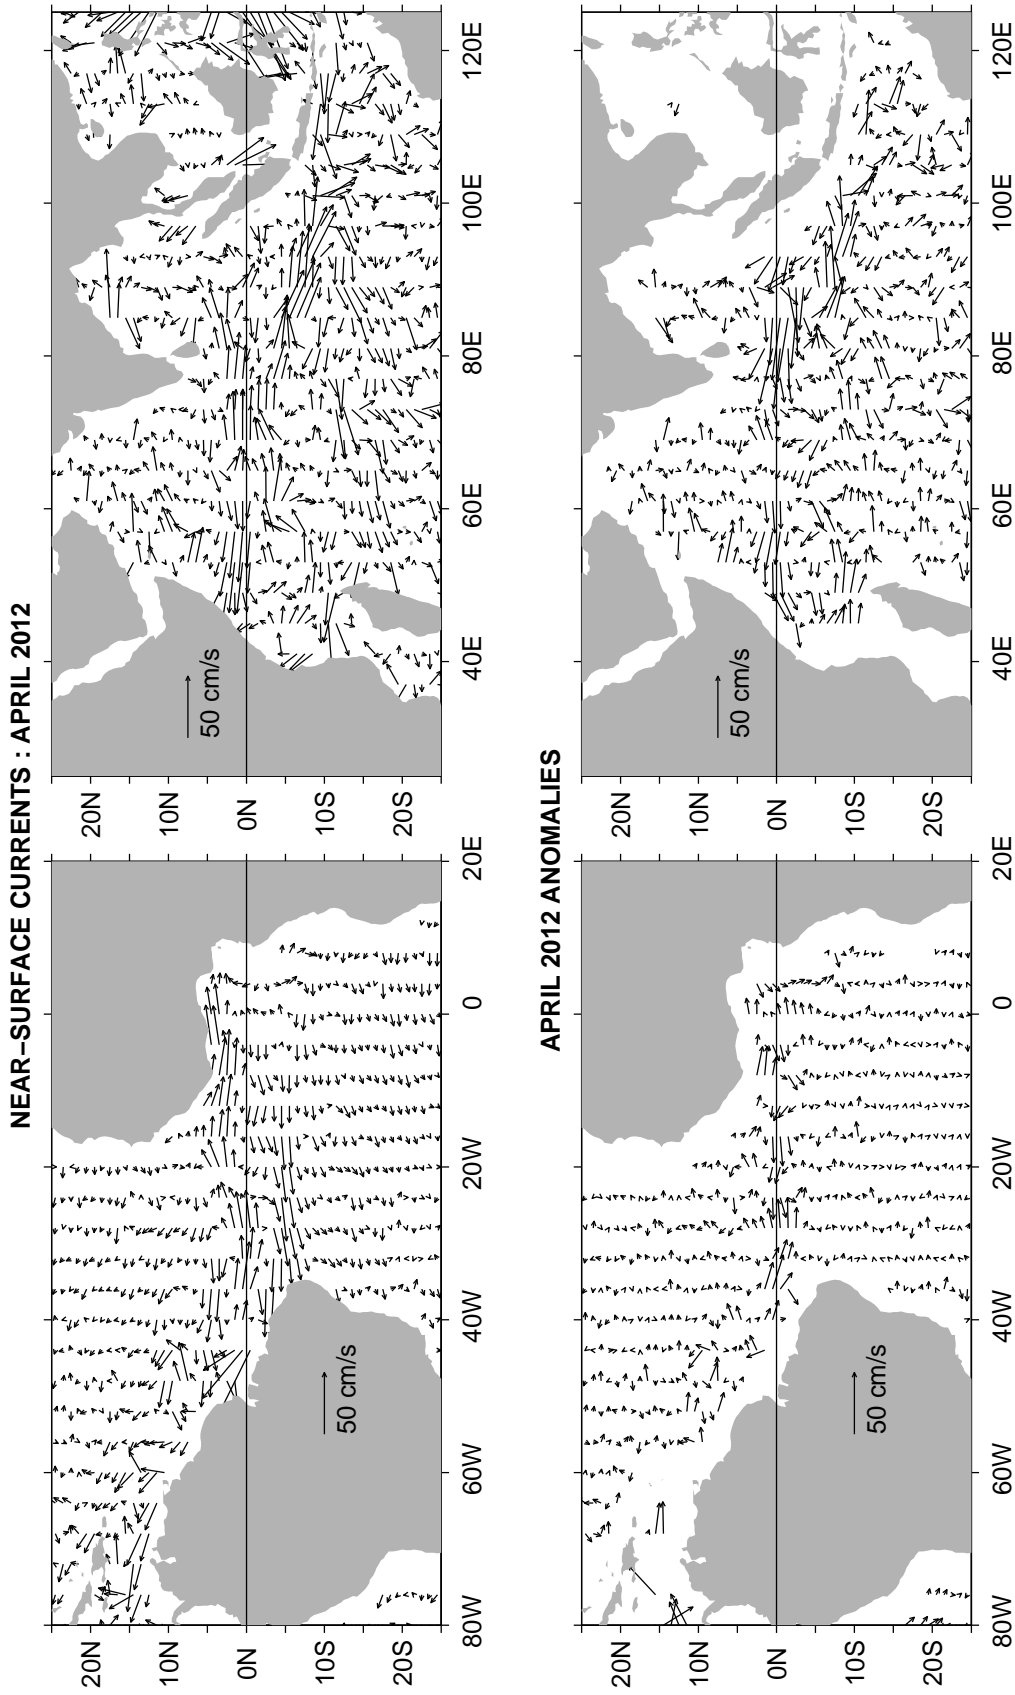 NEAR–SURFACE CURRENTS : APRIL 2012
20N
10N
0N
10S
20S
50 cm/s
80W
60W
40W
20W
0
20E
20N
10N
0N
10S
20S
50 cm/s
40E
60E
80E
100E
120E
APRIL 2012 ANOMALIES
20N
10N
0N
10S
20S
50 cm/s
80W
60W
40W
20W
0
20E
20N
10N
0N
10S
20S
50 cm/s
40E
60E
80E
100E
120E